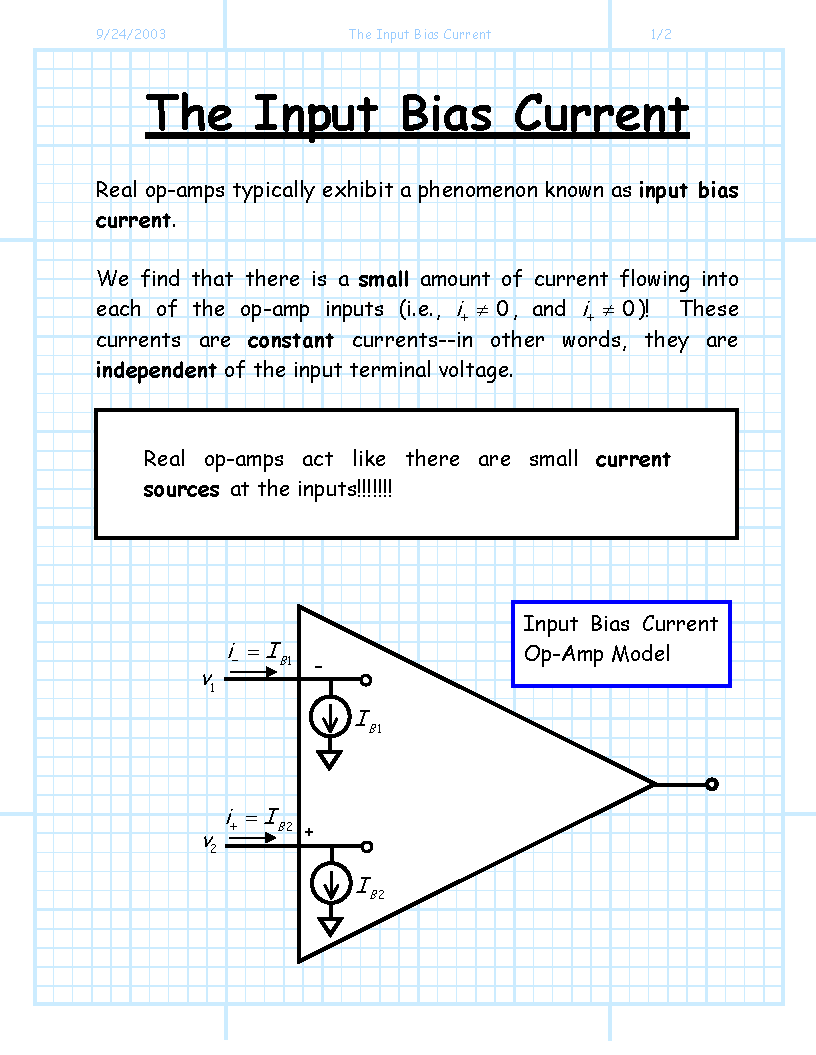 9/24/2003 The Input Bias Current 1/2
The Input Bias Current
Real op-amps typically exhibit a phenomenon known as input bias
current.
We find that there is a small amount of current flowing into
each of the op-amp inputs (i.e., i₊ ≠ 0, and i₊ ≠ 0)! These
currents are constant currents--in other words, they are
independent of the input terminal voltage.
Real op-amps act like there are small current
sources at the inputs!!!!!!!
Input Bias Current
Op-Amp Model
i₋ = I_B1
-
v₁
I_B1
i₊ = I_B2
+
v₂
I_B2